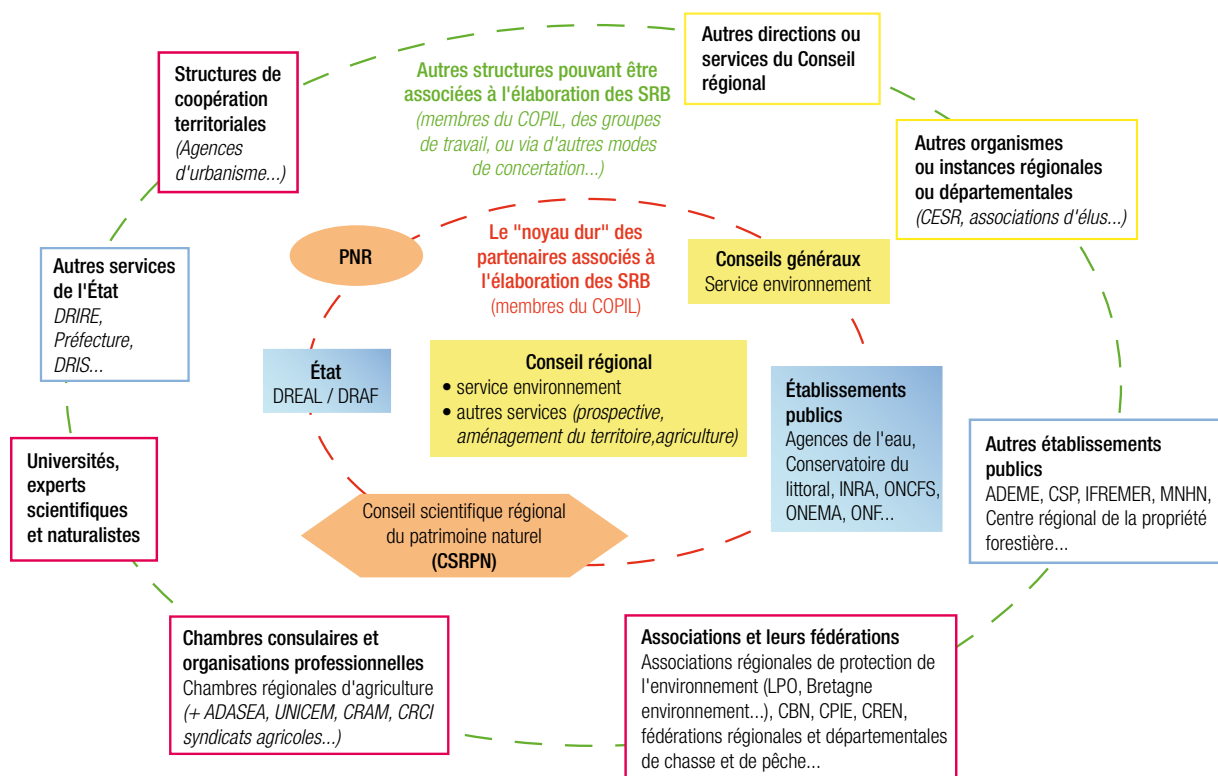 Autres directions ou
services du Conseil
régional
Structures de
coopération
territoriales
(Agences
d'urbanisme...)
Autres structures pouvant être
associées à l'élaboration des SRB
(membres du COPIL, des groupes
de travail, ou via d'autres modes
de concertation...)
Autres organismes
ou instances régionales
ou départementales
(CESR, associations d'élus...)
Autres services
de l'État
DRIRE,
Préfecture,
DRIS...
PNR
Le "noyau dur" des
partenaires associés à
l'élaboration des SRB
(membres du COPIL)
Conseils généraux
Service environnement
État
DREAL / DRAF
Conseil régional
• service environnement
• autres services (prospective,
aménagement du territoire,agriculture)
Établissements
publics
Agences de l'eau,
Conservatoire du
littoral, INRA, ONCFS,
ONEMA, ONF...
Universités,
experts
scientifiques
et naturalistes
Conseil scientifique régional
du patrimoine naturel
(CSRPN)
Autres établissements
publics
ADEME, CSP, IFREMER, MNHN,
Centre régional de la propriété
forestière...
Chambres consulaires et
organisations professionnelles
Chambres régionales d'agriculture
(+ ADASEA, UNICEM, CRAM, CRCI
syndicats agricoles...)
Associations et leurs fédérations
Associations régionales de protection de
l'environnement (LPO, Bretagne
environnement...), CBN, CPIE, CREN,
fédérations régionales et départementales
de chasse et de pêche...